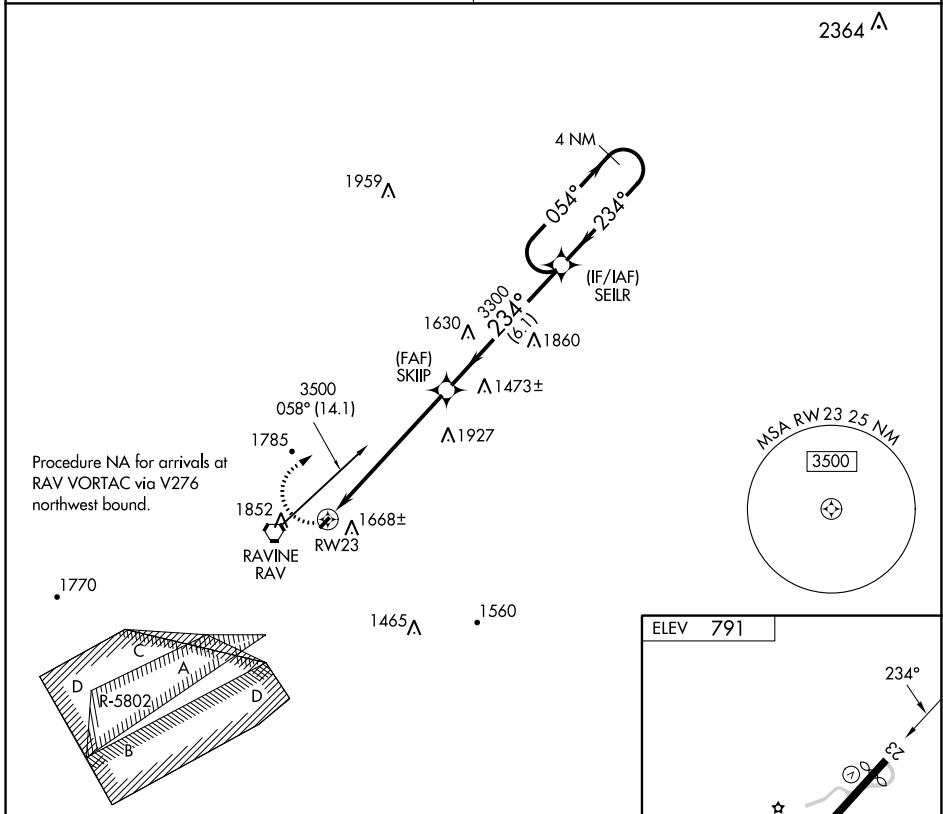 2364
4 NM
1959
054°
234°
(IF/IAF)
SEILR
3300
234°
(6.1)
1630
1860
(FAF)
SKIIP
1473±
3500
058° (14.1)
1927
1785
MSA RW 23 25 NM
3500
Procedure NA for arrivals at
RAV VORTAC via V276
northwest bound.
1852
1668±
RW23
RAVINE
RAV
1770
1465
1560
ELEV 791
C
A
D
R-5802
D
B
234°
23
V